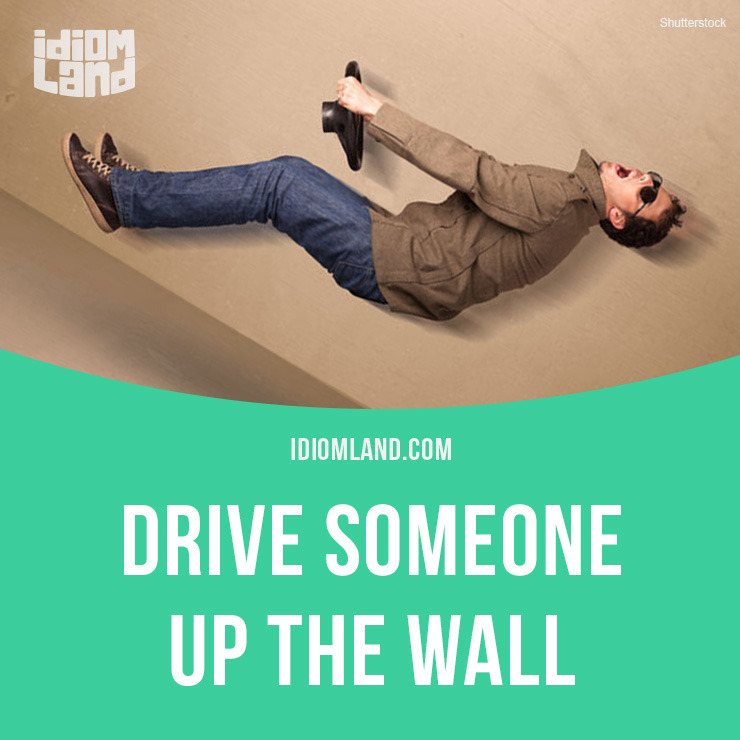 Shutterstock
idiom
Land
IDIOMLAND.COM
DRIVE SOMEONE
UP THE WALL